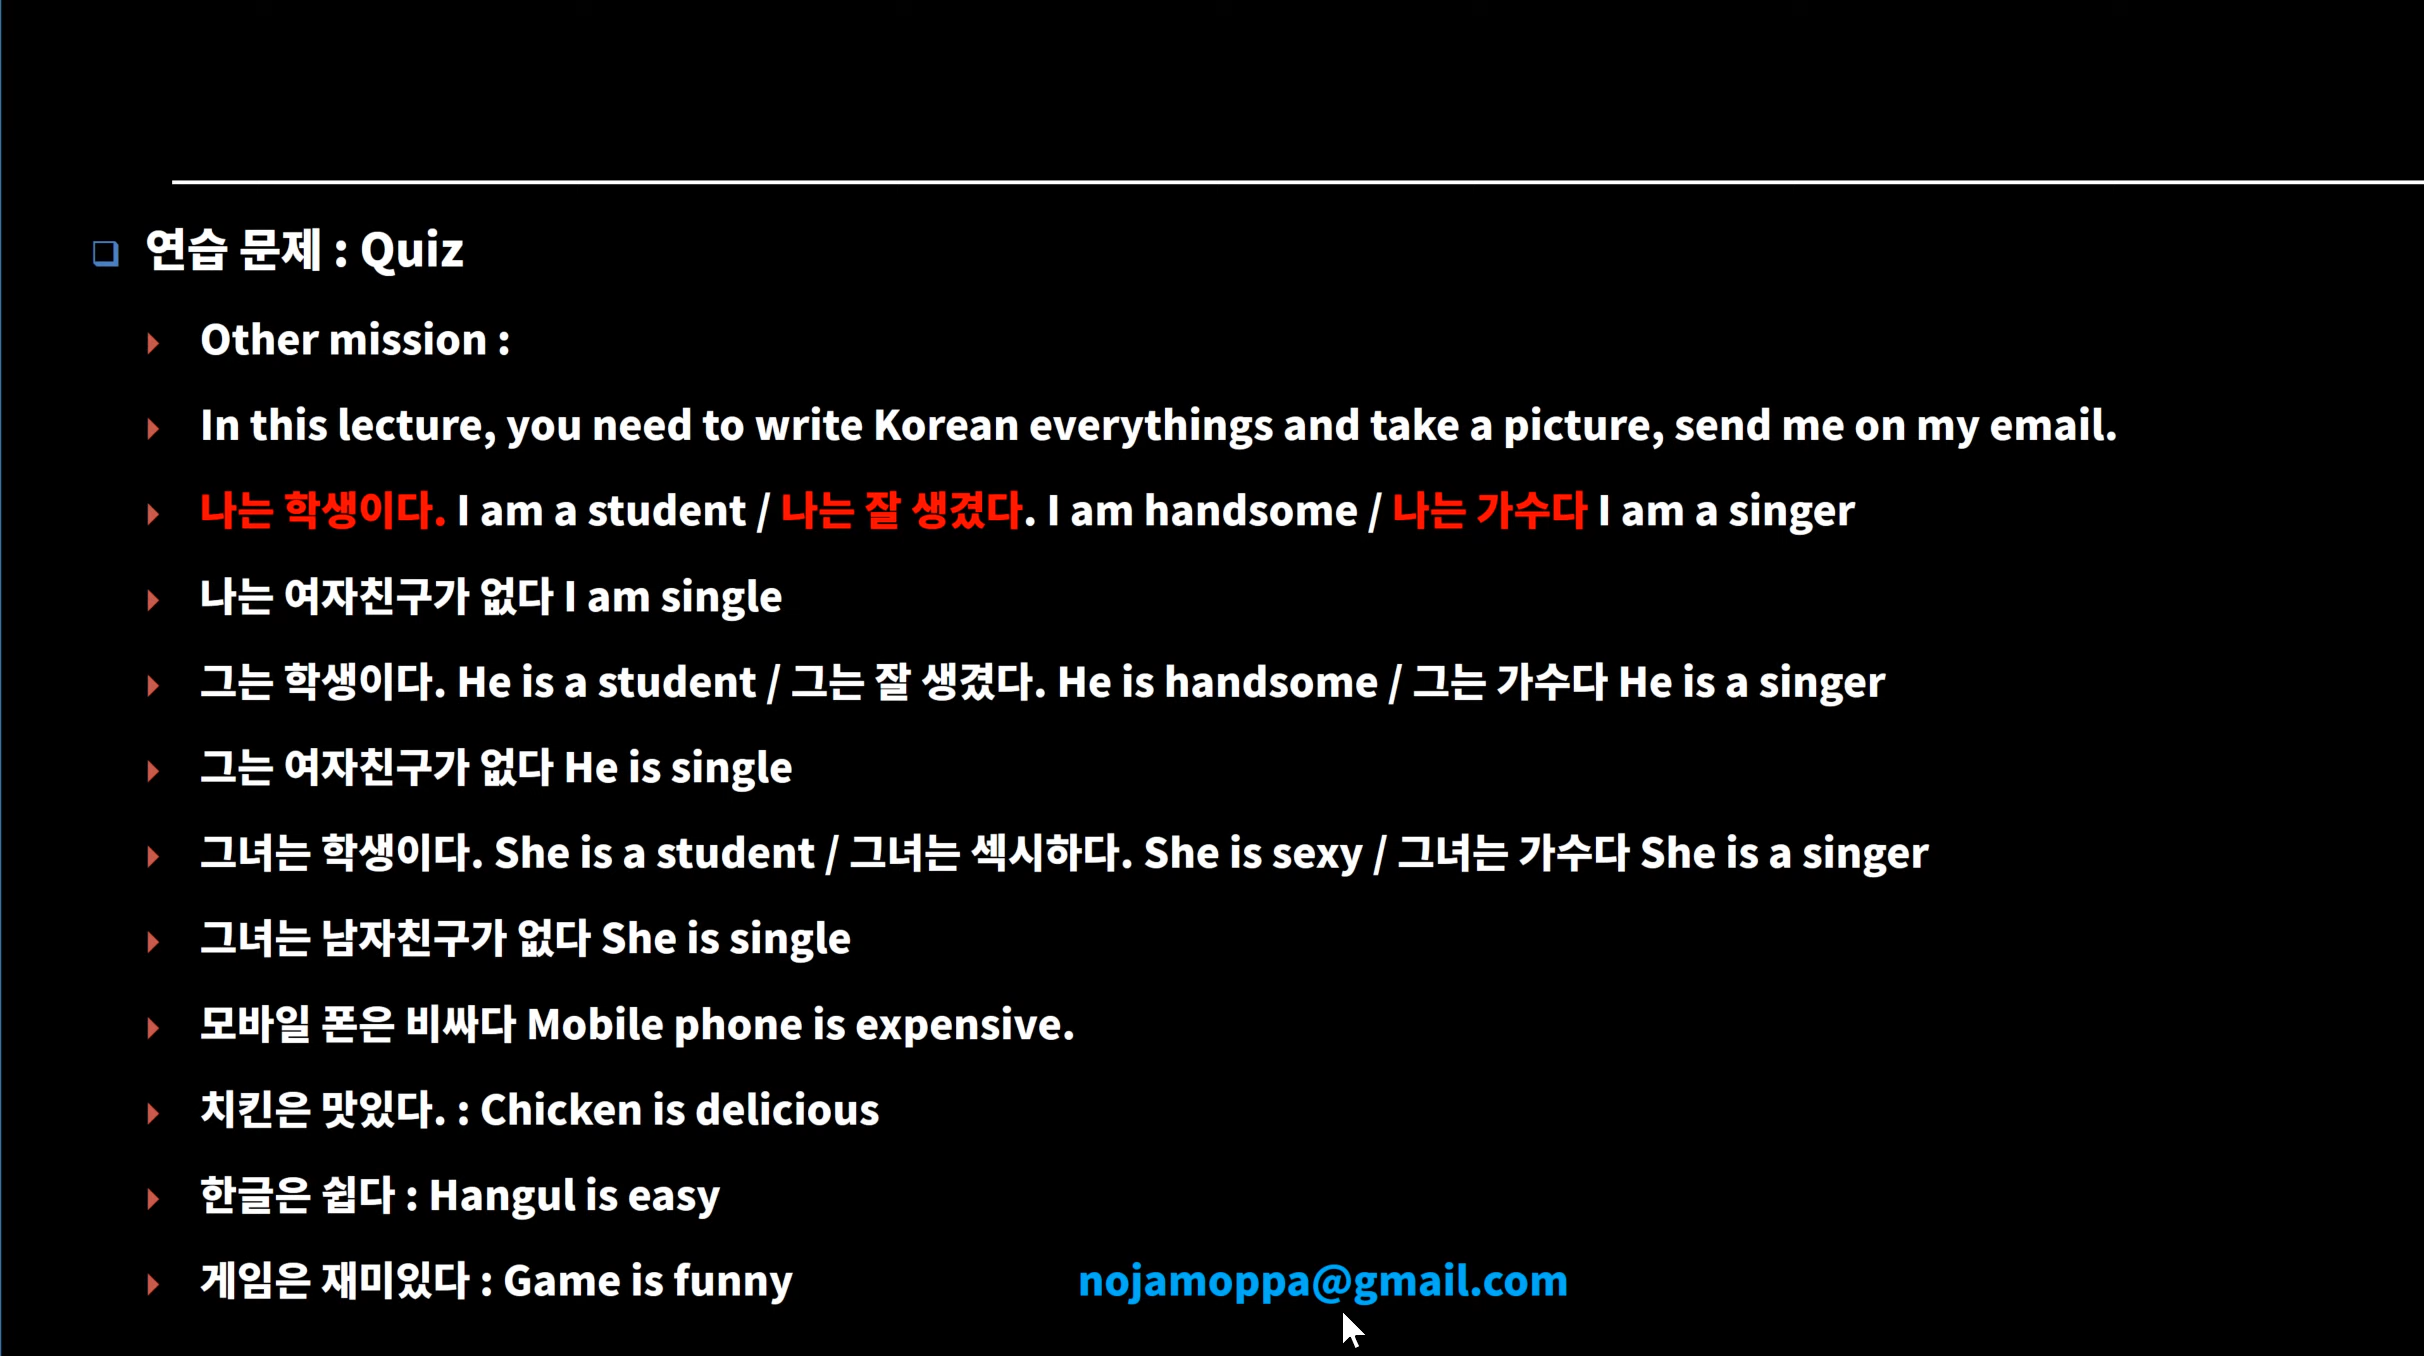 연습 문제 : Quiz
Other mission :
In this lecture, you need to write Korean everythings and take a picture, send me on my email.
나는 학생이다. I am a student / 나는 잘 생겼다. I am handsome / 나는 가수다 I am a singer
나는 여자친구가 없다 I am single
그는 학생이다. He is a student / 그는 잘 생겼다. He is handsome / 그는 가수다 He is a singer
그는 여자친구가 없다 He is single
그녀는 학생이다. She is a student / 그녀는 섹시하다. She is sexy / 그녀는 가수다 She is a singer
그녀는 남자친구가 없다 She is single
모바일 폰은 비싸다 Mobile phone is expensive.
치킨은 맛있다. : Chicken is delicious
한글은 쉽다 : Hangul is easy
게임은 재미있다 : Game is funny nojamoppa@gmail.com